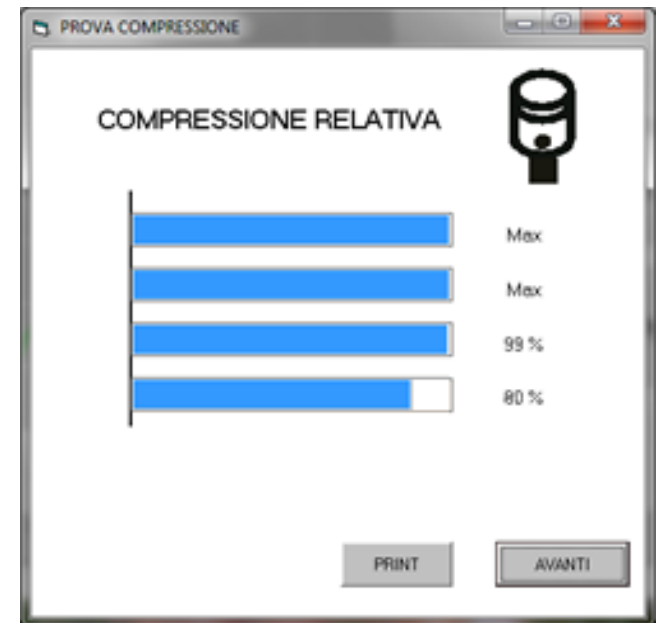 PROVA COMPRESSIONE
COMPRESSIONE RELATIVA
Max
Max
99 %
80 %
PRINT
AVANTI